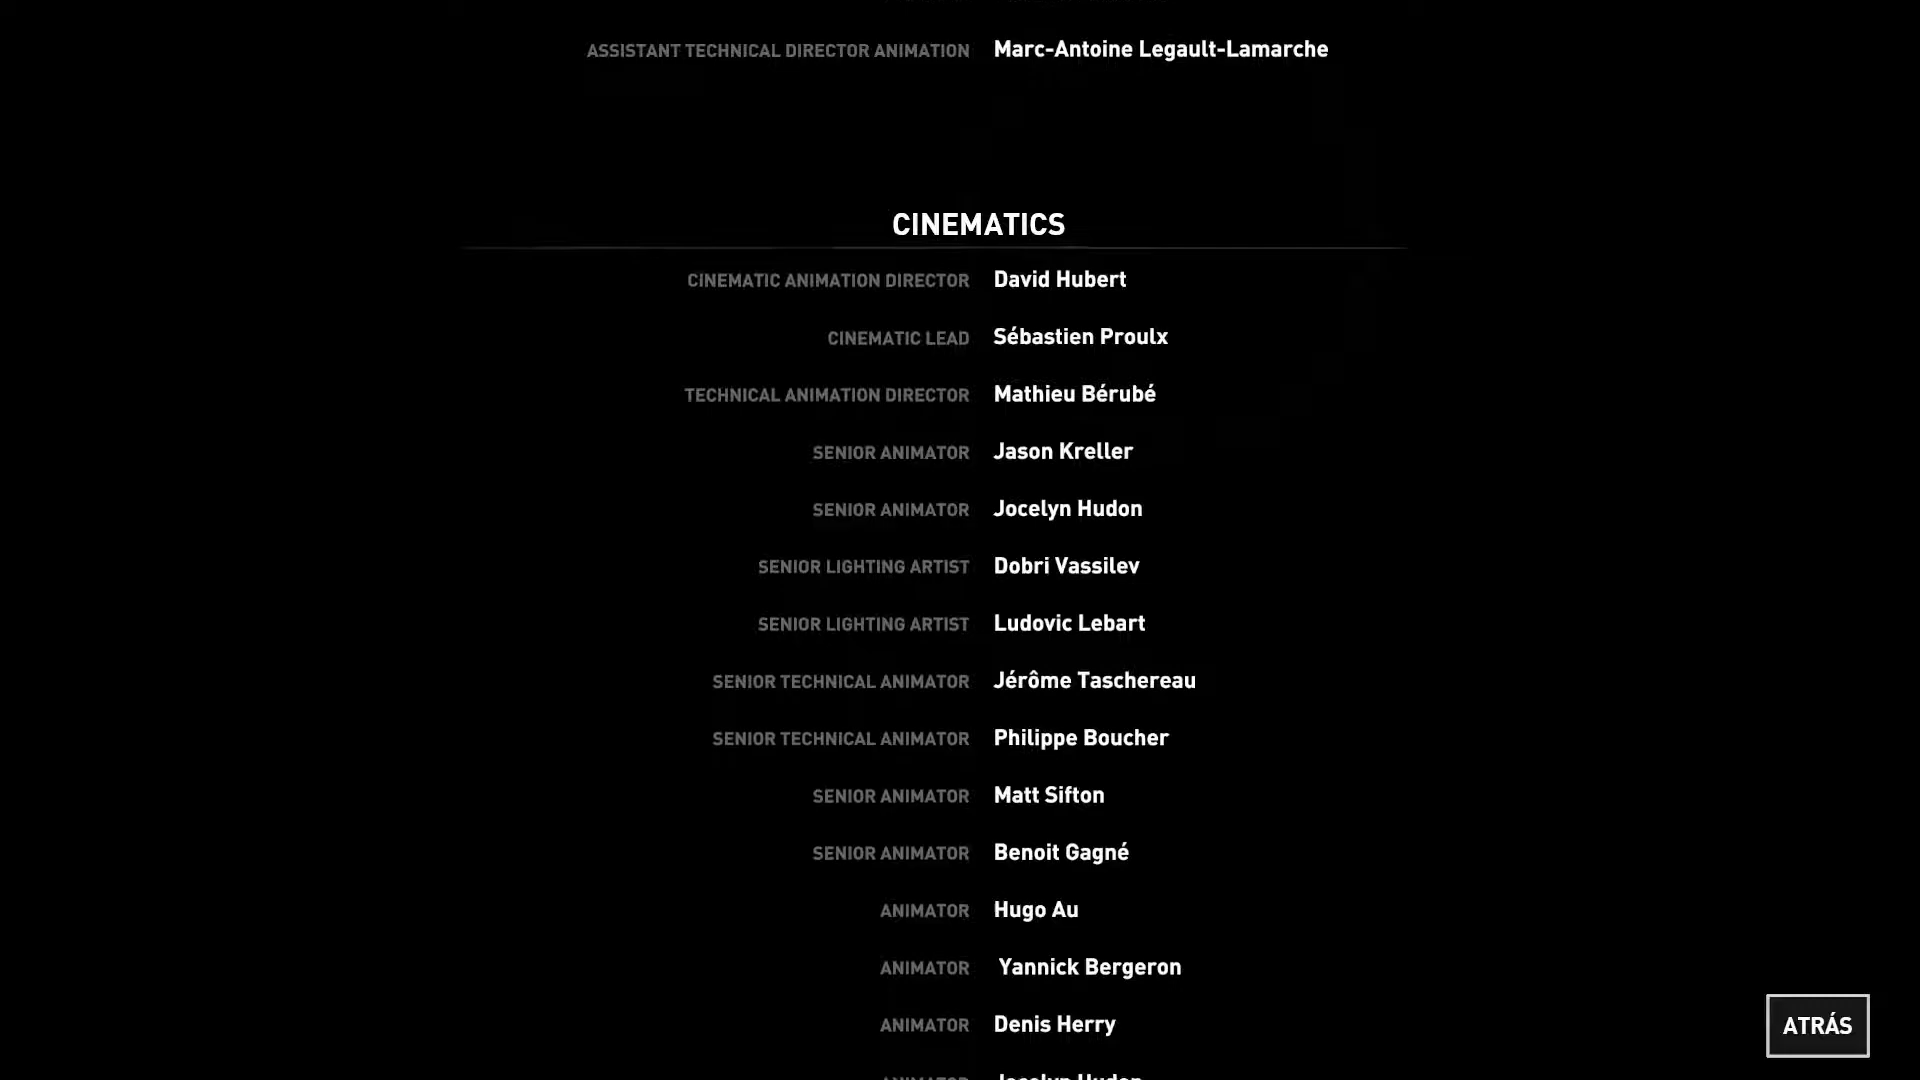 ASSISTANT TECHNICAL DIRECTOR ANIMATION Marc-Antoine Legault-Lamarche
CINEMATICS
CINEMATIC ANIMATION DIRECTOR David Hubert
CINEMATIC LEAD Sébastien Proulx
TECHNICAL ANIMATION DIRECTOR Mathieu Bérubé
SENIOR ANIMATOR Jason Kreller
SENIOR ANIMATOR Jocelyn Hudon
SENIOR LIGHTING ARTIST Dobri Vassilev
SENIOR LIGHTING ARTIST Ludovic Lebart
SENIOR TECHNICAL ANIMATOR Jérôme Taschereau
SENIOR TECHNICAL ANIMATOR Philippe Boucher
SENIOR ANIMATOR Matt Sifton
SENIOR ANIMATOR Benoit Gagné
ANIMATOR Hugo Au
ANIMATOR Yannick Bergeron
ANIMATOR Denis Herry
ATRÁS
ANIMATOR Jocelyn Hudon